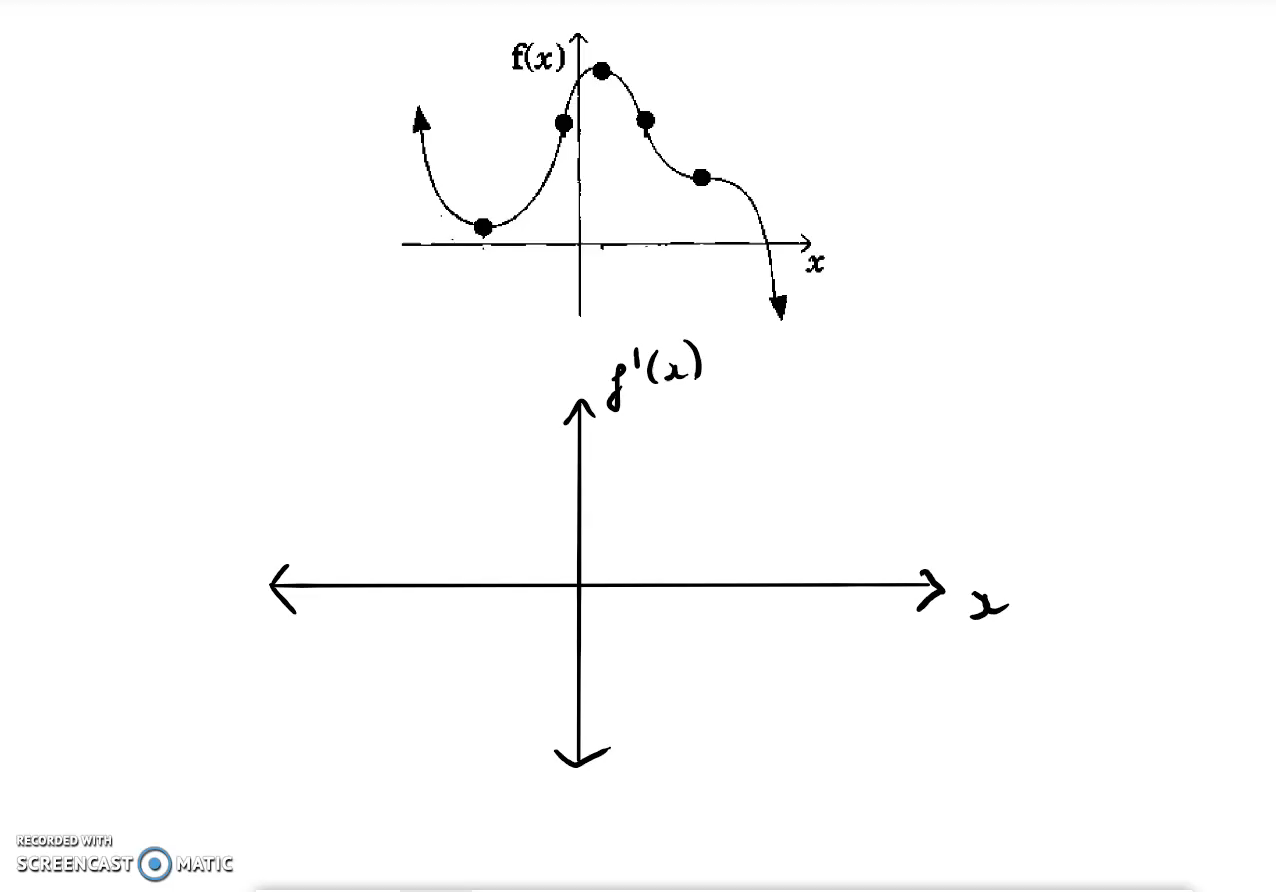 f(x)
x
f'(x)
x
RECORDED WITH
SCREENCAST MATIC